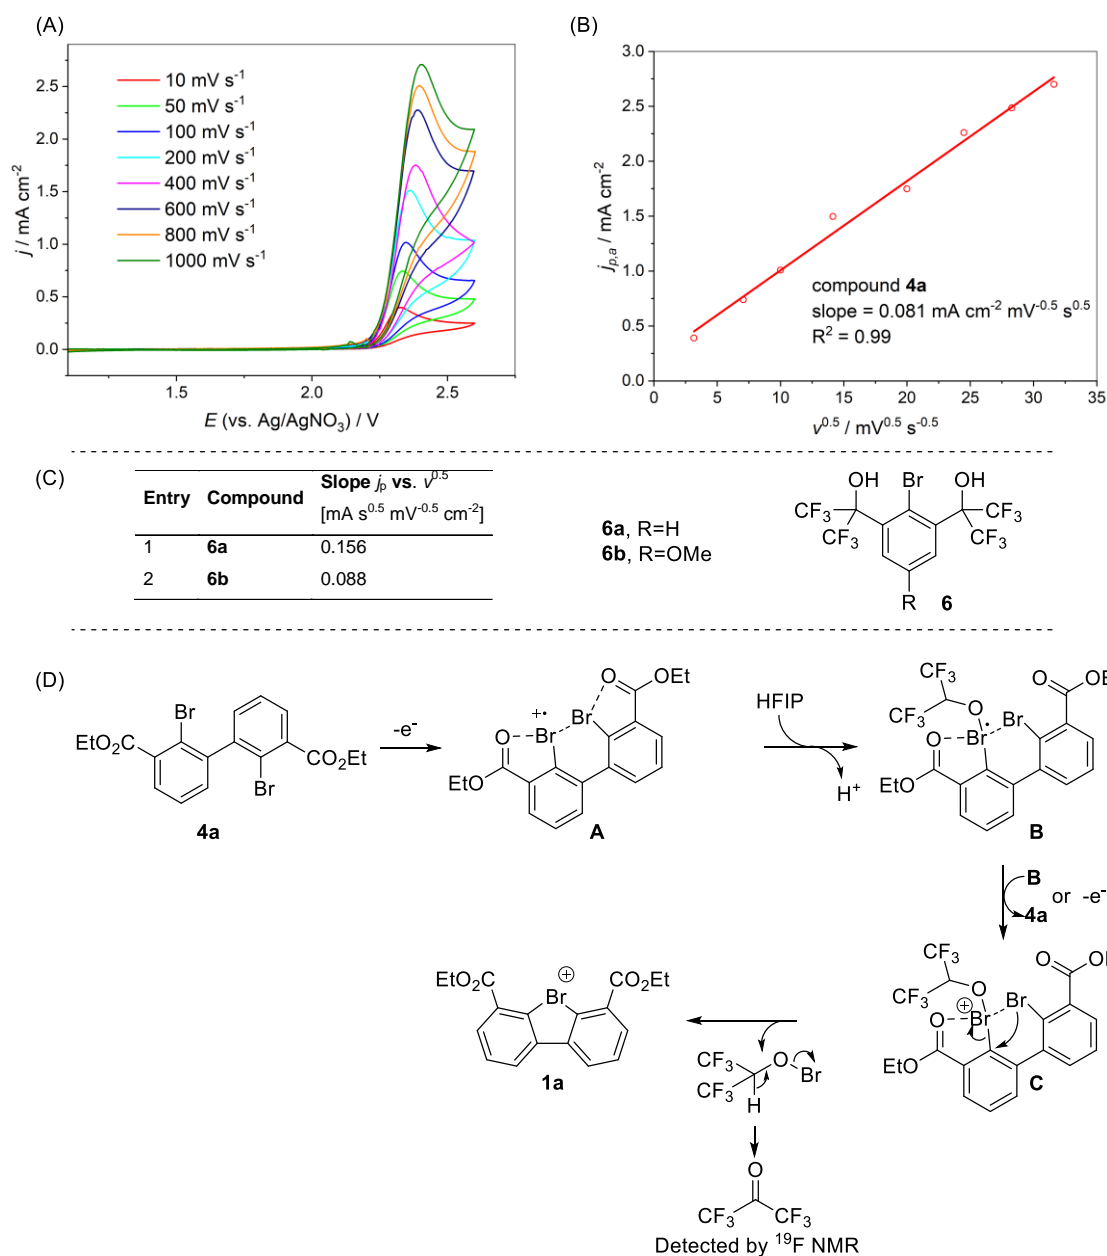 (A)
2.5
2.0
1.5
1.0
0.5
0.0
j / mA cm-2
10 mV s-1
50 mV s-1
100 mV s-1
200 mV s-1
400 mV s-1
600 mV s-1
800 mV s-1
1000 mV s-1
1.5
2.0
2.5
E (vs. Ag/AgNO3) / V
(B)
3.0
2.5
2.0
1.5
1.0
0.5
0.0
jp,a / mA cm-2
compound 4a
slope = 0.081 mA cm-2 mV-0.5 s0.5
R2 = 0.99
0 5 10 15 20 25 30 35
v0.5 / mV0.5 s-0.5
(C)
Entry Compound Slope jp vs. v0.5
[mA s0.5 mV-0.5 cm-2]
1 6a 0.156
2 6b 0.088
6a, R=H
6b, R=OMe
OH Br OH
CF3 CF3
CF3 CF3
R 6
(D)
Br
EtO2C
CO2Et
Br
4a
-e-
O
OEt
+•
Br
Br
O
EtO
A
HFIP
H+
CF3
CF3
O
O
OE
Br
•
Br
O
EtO
B
B
4a
or -e-
CF3
CF3
O
O
OE
⊕
Br
Br
O
EtO
C
EtO2C
⊕
Br
CO2Et
1a
CF3
CF3
O
Br
H
O
CF3 CF3
Detected by 19F NMR